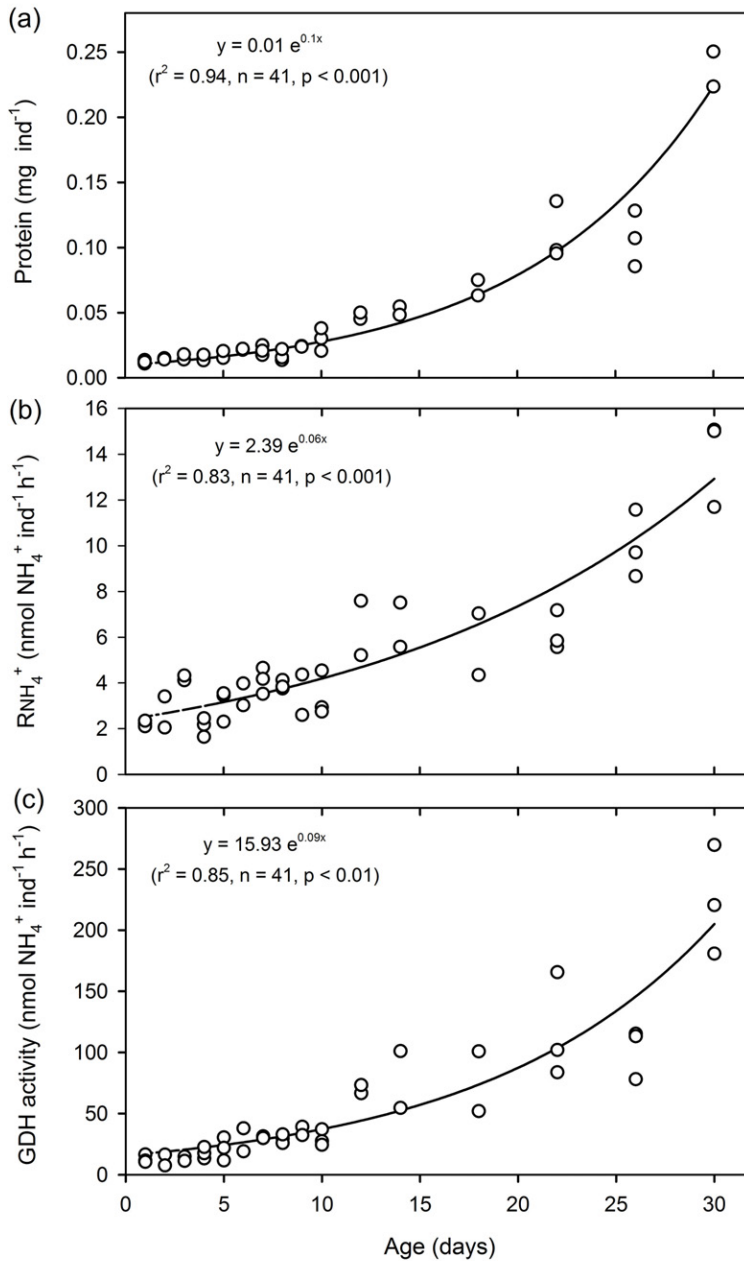 (a)
y = 0.01 e^0.1x
(r² = 0.94, n = 41, p < 0.001)
Protein (mg ind⁻¹)
0.25
0.20
0.15
0.10
0.05
0.00
(b)
y = 2.39 e^0.06x
(r² = 0.83, n = 41, p < 0.001)
RNH₄⁺ (nmol NH₄⁺ ind⁻¹ h⁻¹)
16
14
12
10
8
6
4
2
0
(c)
y = 15.93 e^0.09x
(r² = 0.85, n = 41, p < 0.01)
GDH activity (nmol NH₄⁺ ind⁻¹ h⁻¹)
300
250
200
150
100
50
0
0 5 10 15 20 25 30
Age (days)